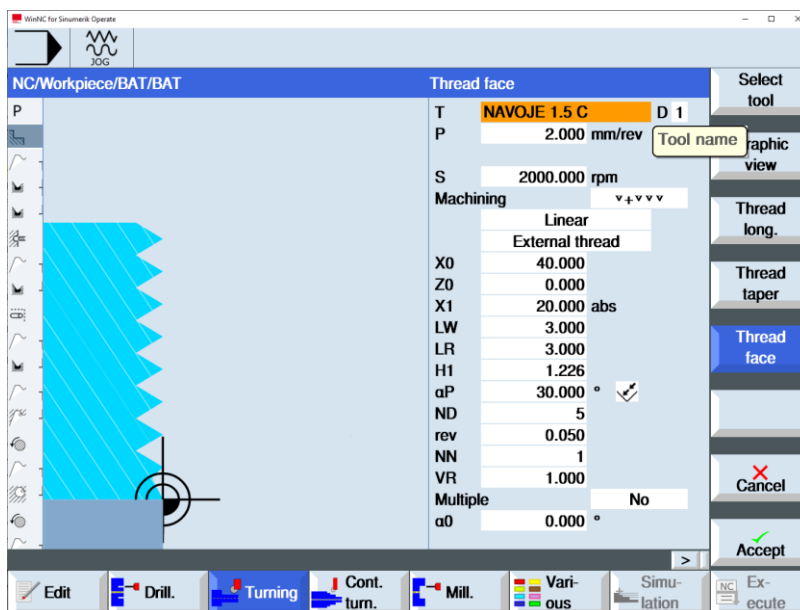 WinNC for Sinumerik Operate
JOG
NC/Workpiece/BAT/BAT
Thread face
P
T NAVOJE 1.5 C D 1
P 2.000 mm/rev
Tool name
S 2000.000 rpm
Machining ▿+▿▿▿
Linear
External thread
X0 40.000
Z0 0.000
X1 20.000 abs
LW 3.000
LR 3.000
H1 1.226
αP 30.000 °
ND 5
rev 0.050
NN 1
VR 1.000
Multiple No
α0 0.000 °
>
Select
tool
raphic
view
Thread
long.
Thread
taper
Thread
face
Cancel
Accept
Edit
Drill.
Turning
Cont.
turn.
Mill.
Vari-
ous
Simu-
lation
NC
Ex-
ecute